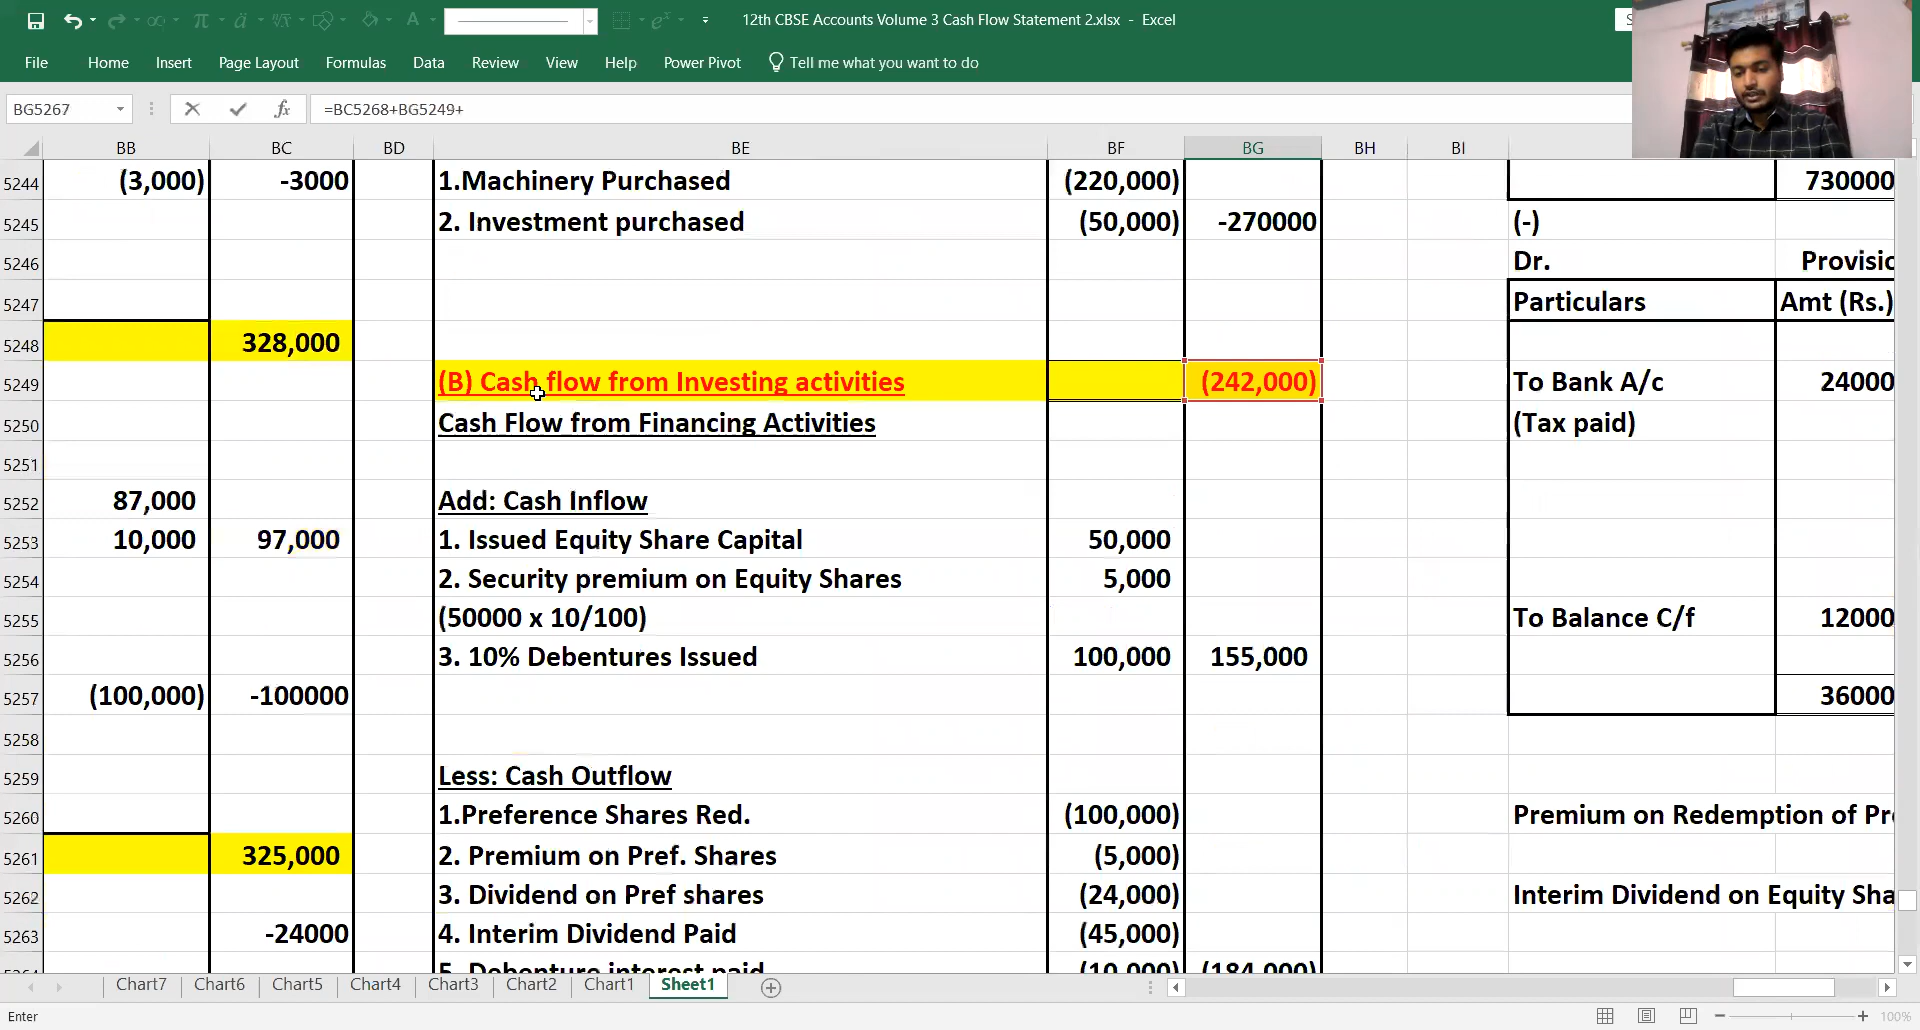 12th CBSE Accounts Volume 3 Cash Flow Statement 2.xlsx - Excel
File Home Insert Page Layout Formulas Data Review View Help Power Pivot Tell me what you want to do
BG5267 fx =BC5268+BG5249+
BB BC BD BE BF BG BH BI
5244 (3,000) -3000 1.Machinery Purchased (220,000) 730000
5245 2. Investment purchased (50,000) -270000 (-)
5246 Dr.
5247 Particulars Amt (Rs.)
5248 328,000
5249 (B) Cash flow from Investing activities (242,000) To Bank A/c 24000
5250 Cash Flow from Financing Activities (Tax paid)
5251
5252 87,000 Add: Cash Inflow
5253 10,000 97,000 1. Issued Equity Share Capital 50,000
5254 2. Security premium on Equity Shares 5,000
5255 (50000 x 10/100) To Balance C/f 12000
5256 3. 10% Debentures Issued 100,000 155,000
5257 (100,000) -100000 36000
5258
5259 Less: Cash Outflow
5260 1.Preference Shares Red. (100,000) Premium on Redemption of
5261 325,000 2. Premium on Pref. Shares (5,000)
5262 3. Dividend on Pref shares (24,000) Interim Dividend on Equity
5263 -24000 4. Interim Dividend Paid (45,000)
5264 5. Debenture interest paid (10,000) (184,000)
Chart7 Chart6 Chart5 Chart4 Chart3 Chart2 Chart1 Sheet1
Enter 100%